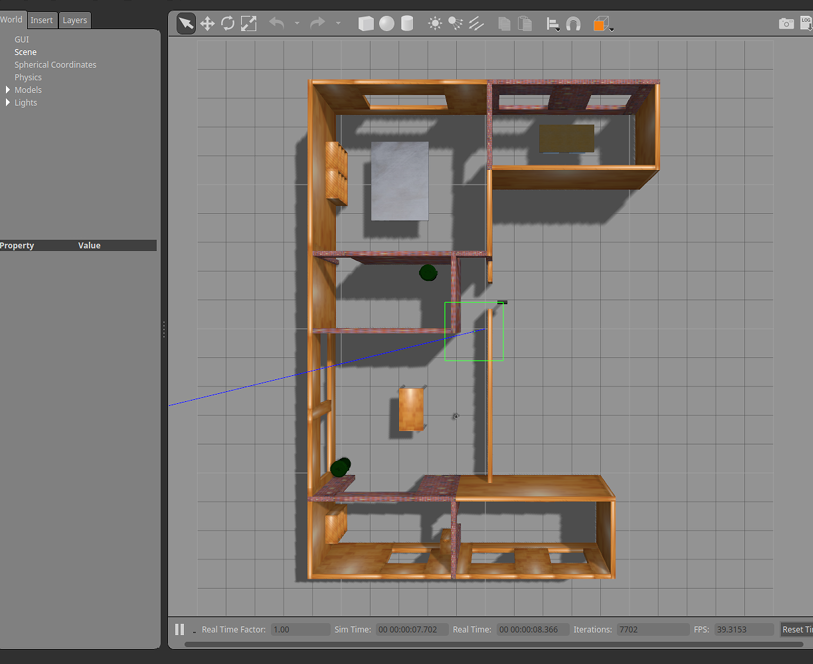 World Insert Layers
GUI
Scene
Spherical Coordinates
Physics
Models
Lights
Property Value
LOG
Real Time Factor: 1.00 Sim Time: 00 00:00:07.702 Real Time: 00 00:00:08.366 Iterations: 7702 FPS: 39.3153 Reset Ti